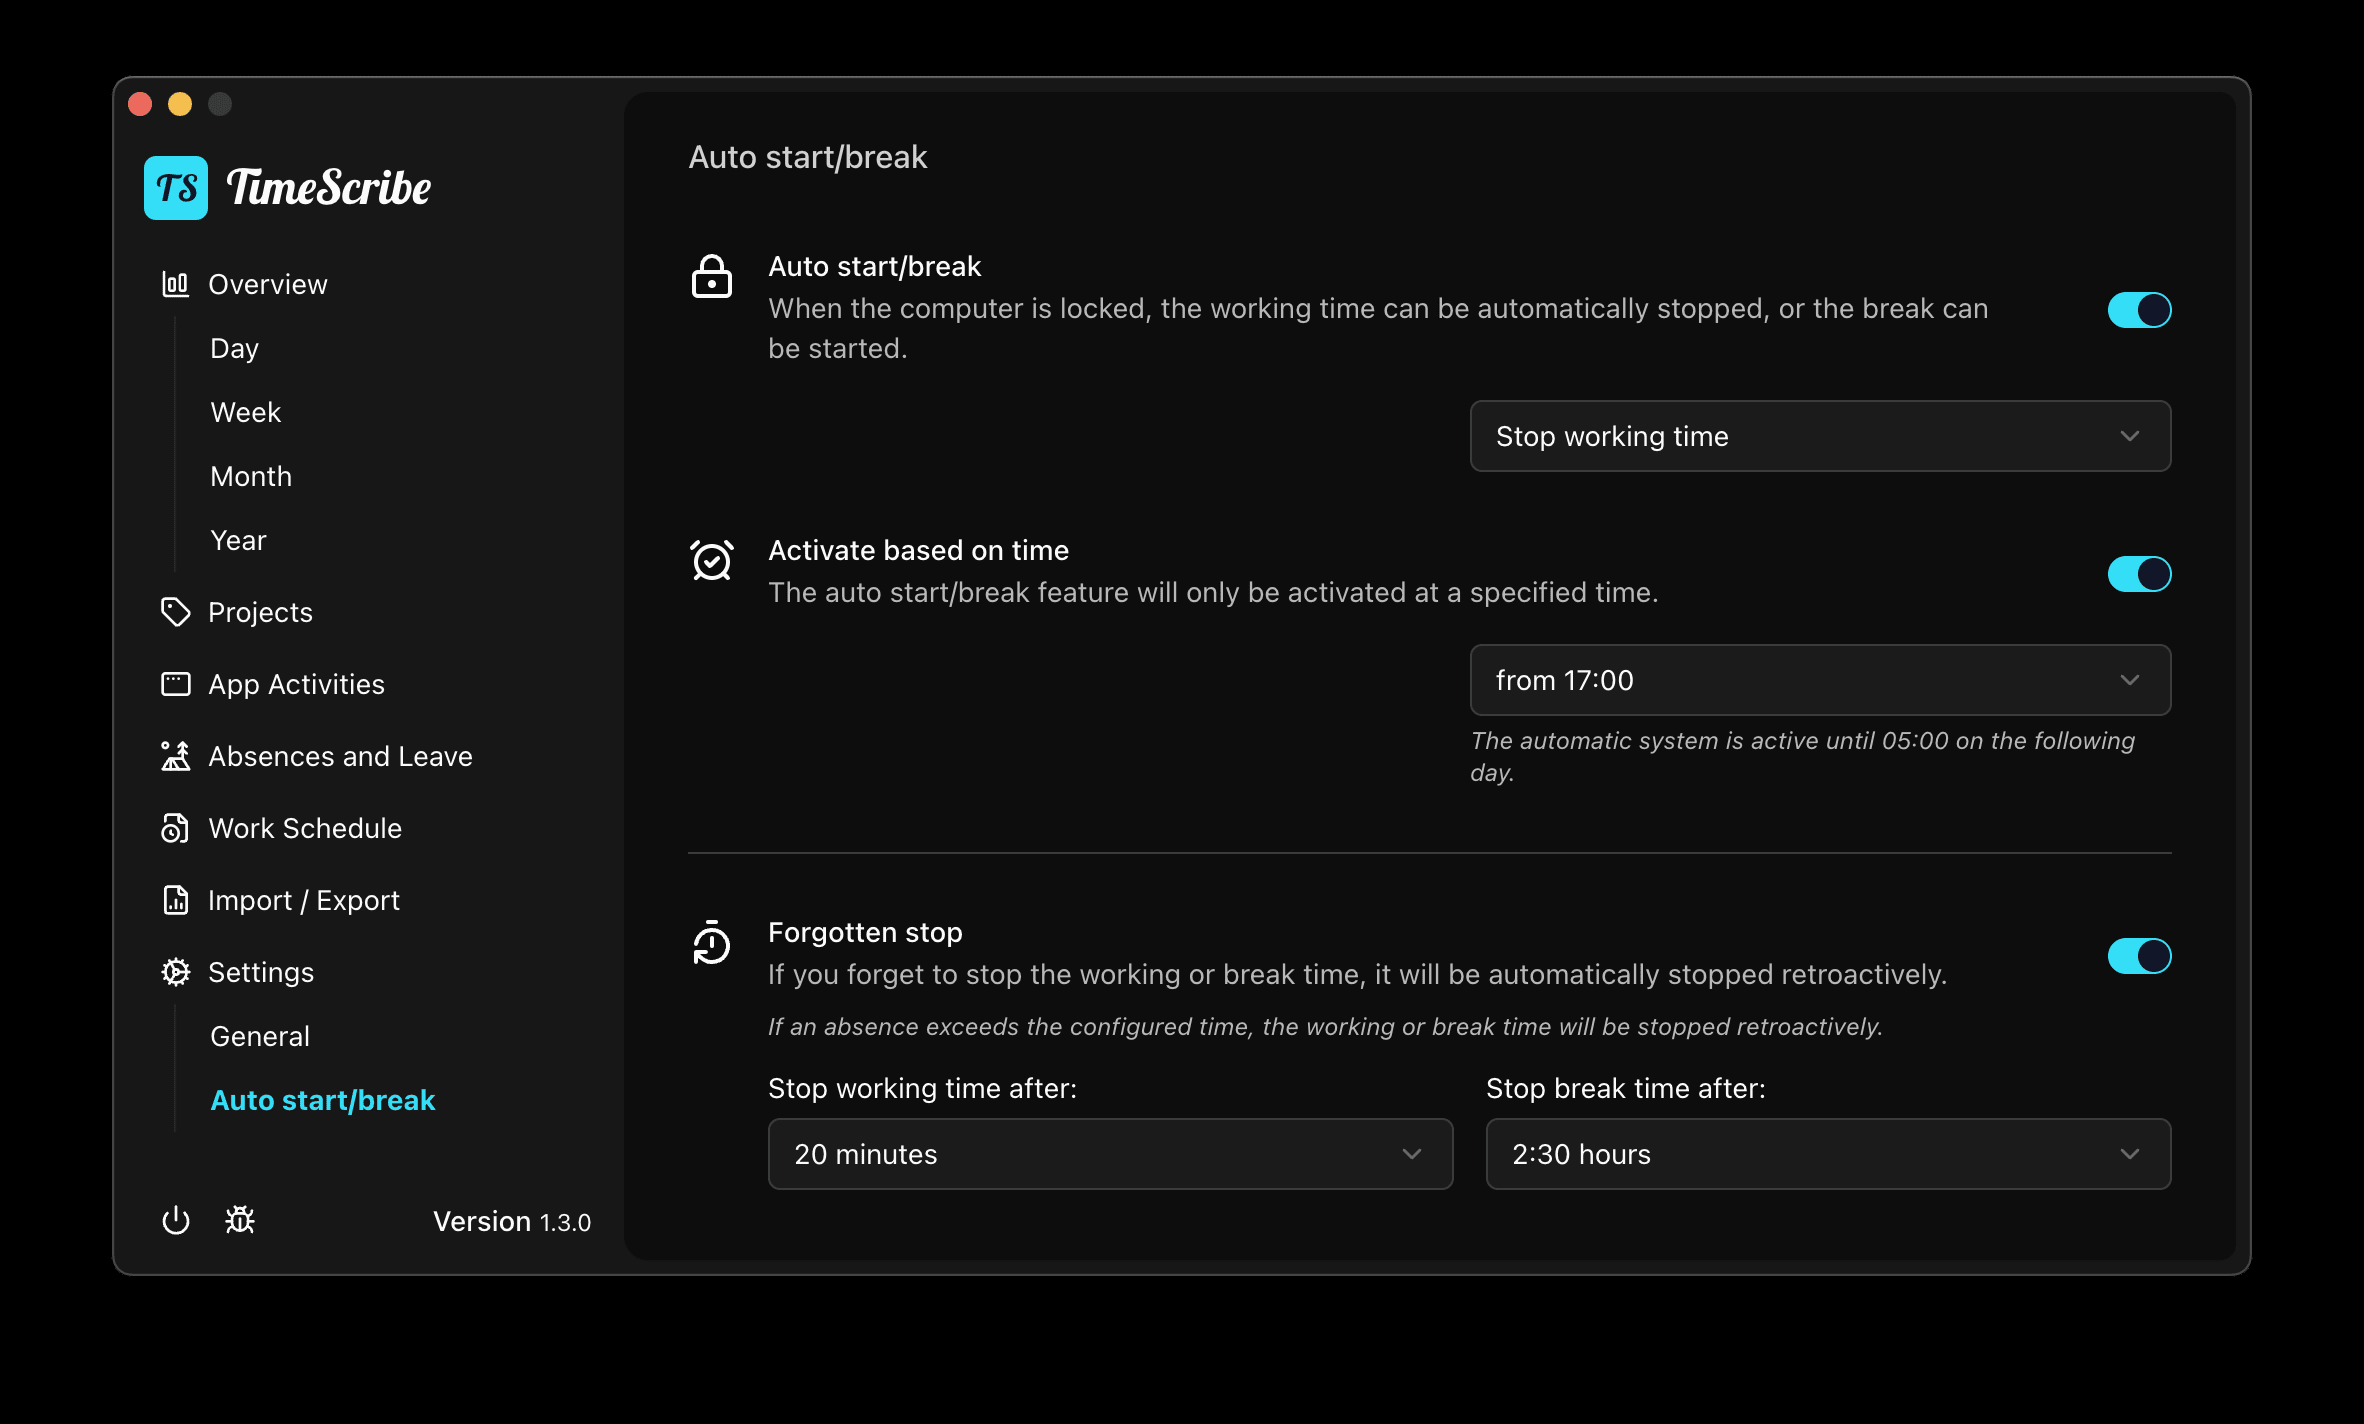 TS TimeScribe
Overview
Day
Week
Month
Year
Projects
App Activities
Absences and Leave
Work Schedule
Import / Export
Settings
General
Auto start/break
Version 1.3.0
Auto start/break
Auto start/break
When the computer is locked, the working time can be automatically stopped, or the break can
be started.
Stop working time
Activate based on time
The auto start/break feature will only be activated at a specified time.
from 17:00
The automatic system is active until 05:00 on the following
day.
Forgotten stop
If you forget to stop the working or break time, it will be automatically stopped retroactively.
If an absence exceeds the configured time, the working or break time will be stopped retroactively.
Stop working time after:
20 minutes
Stop break time after:
2:30 hours